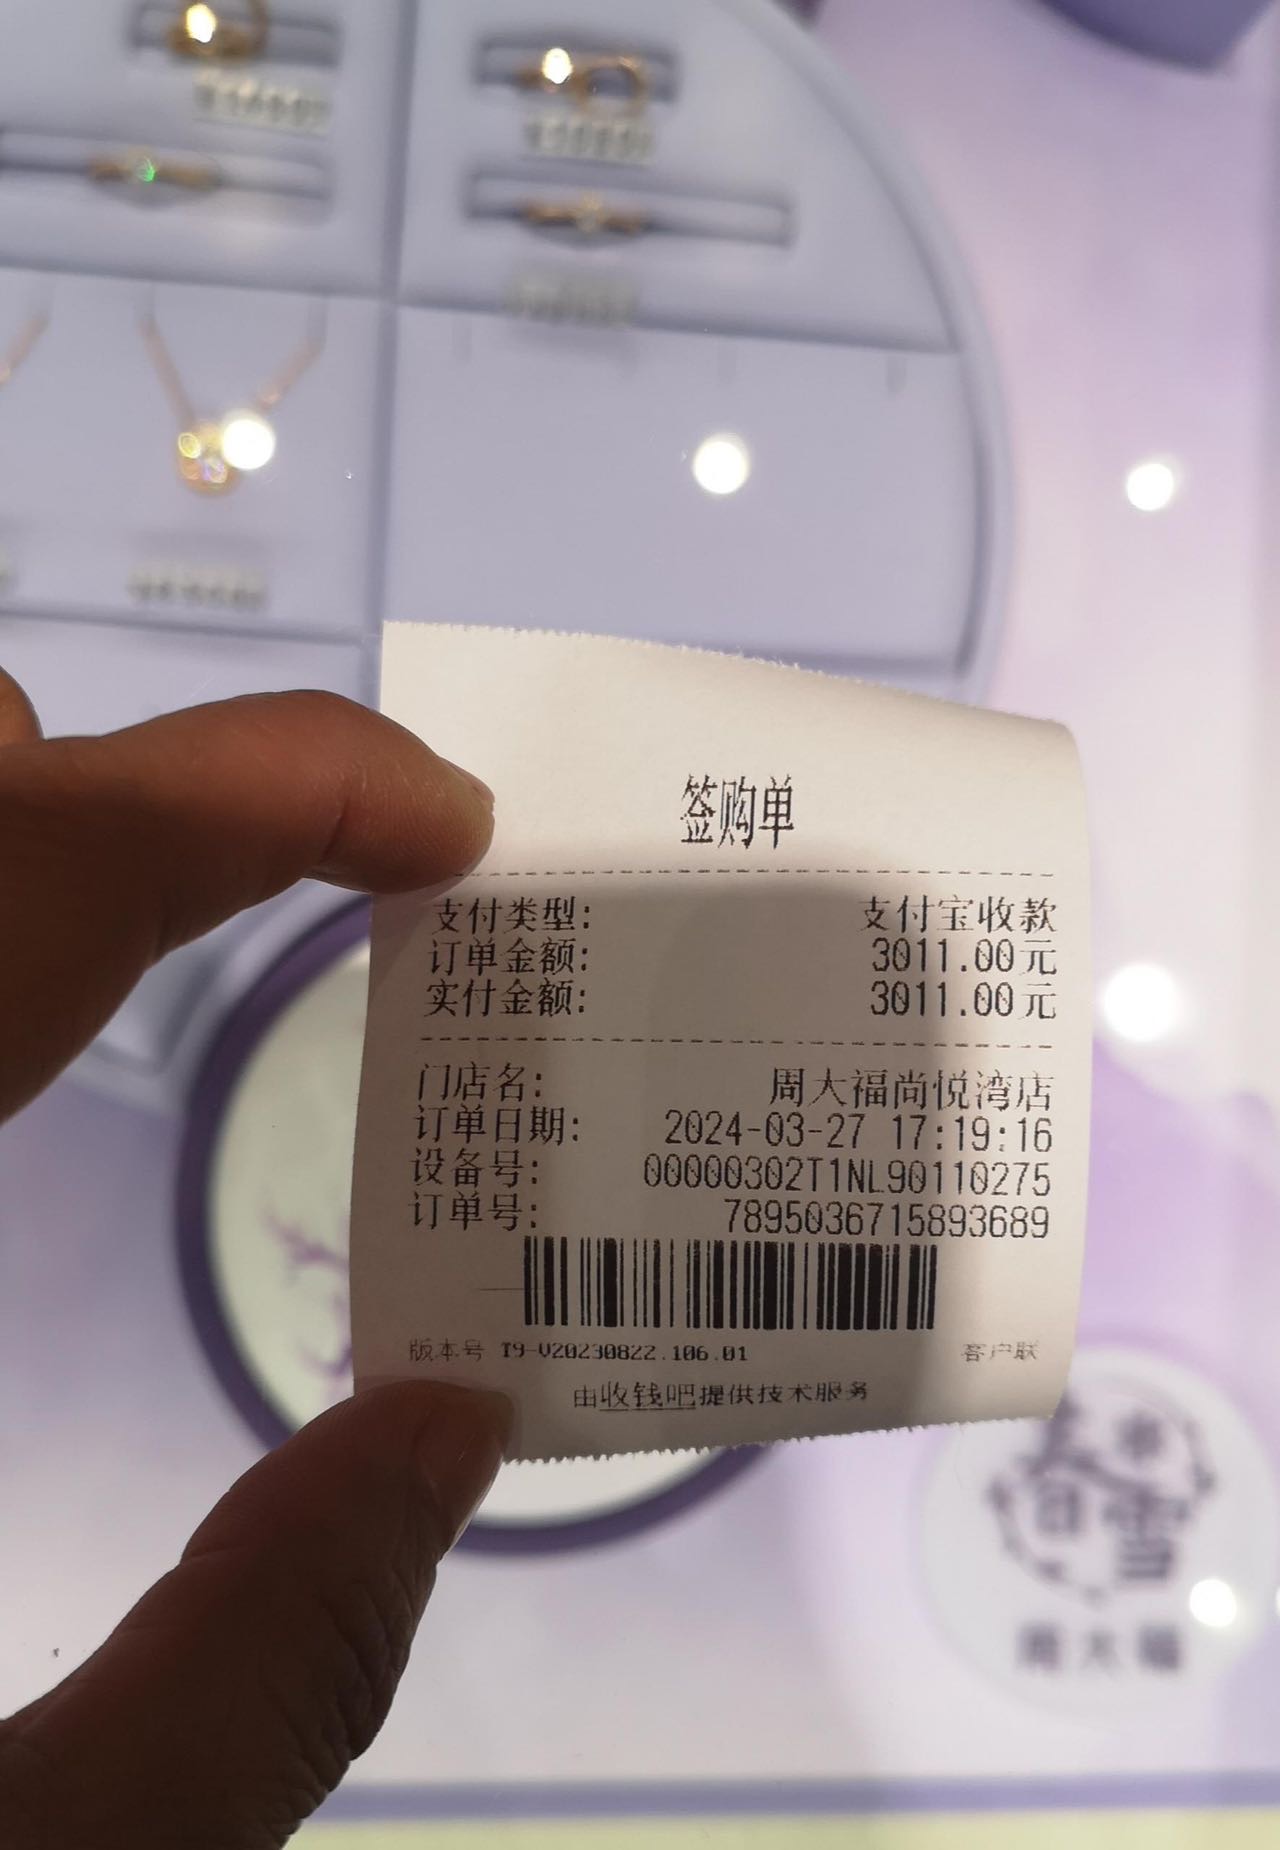 签购单
支付类型: 支付宝收款
订单金额: 3011.00元
实付金额: 3011.00元
门店名: 周大福尚悦湾店
订单日期: 2024-03-27 17:19:16
设备号: 00000302T1NL90110275
订单号: 7895036715893689
版本号 T9-V20230822.106.01 客户联
由收钱吧提供技术服务
周大福